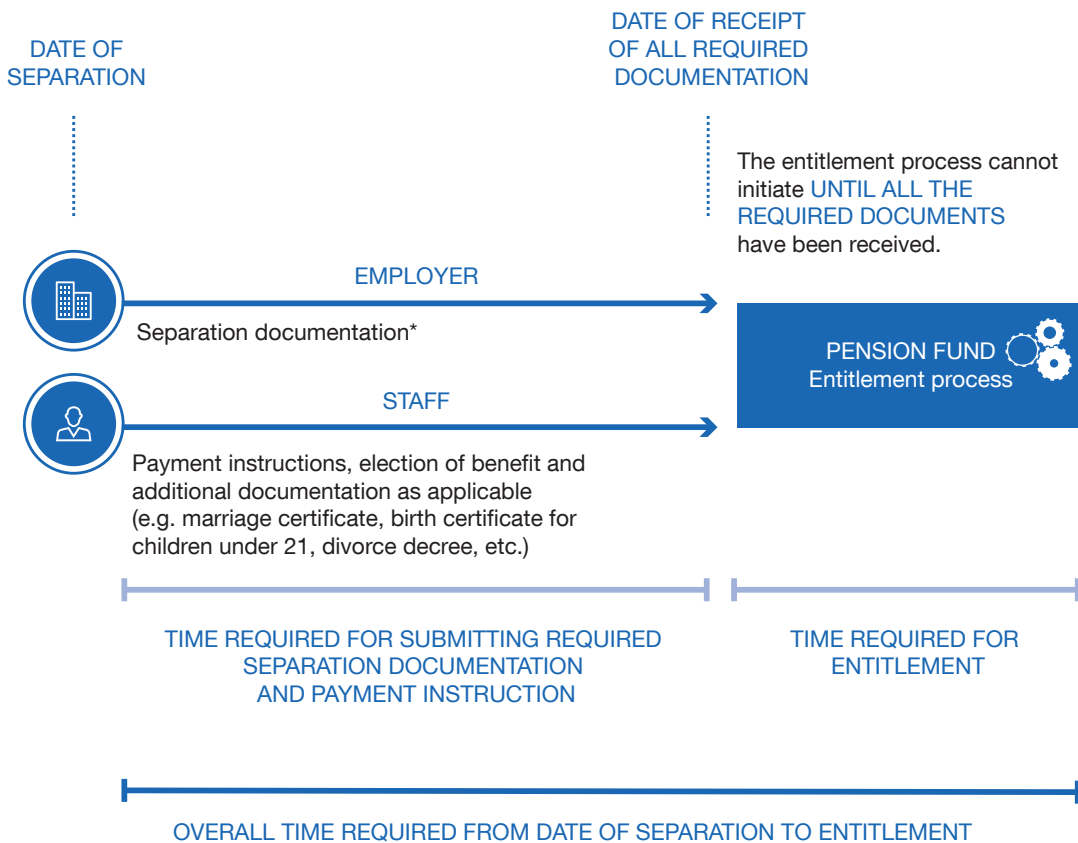 DATE OF
SEPARATION
DATE OF RECEIPT
OF ALL REQUIRED
DOCUMENTATION
The entitlement process cannot
initiate UNTIL ALL THE
REQUIRED DOCUMENTS
have been received.
EMPLOYER
Separation documentation*
STAFF
Payment instructions, election of benefit and
additional documentation as applicable
(e.g. marriage certificate, birth certificate for
children under 21, divorce decree, etc.)
PENSION FUND
Entitlement process
TIME REQUIRED FOR SUBMITTING REQUIRED
SEPARATION DOCUMENTATION
AND PAYMENT INSTRUCTION
TIME REQUIRED FOR
ENTITLEMENT
OVERALL TIME REQUIRED FROM DATE OF SEPARATION TO ENTITLEMENT